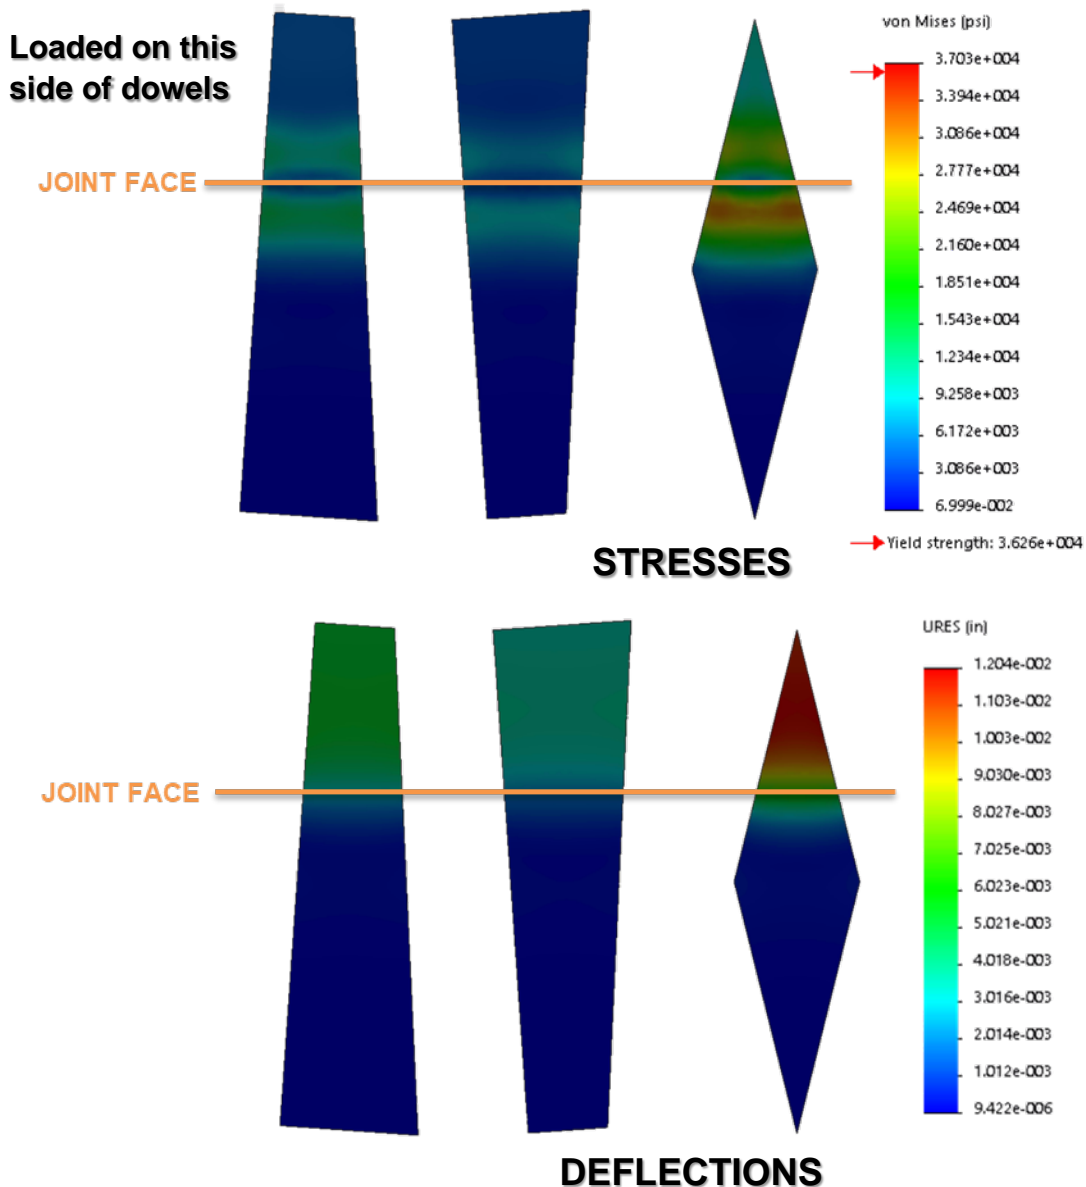 Loaded on this
side of dowels
JOINT FACE
von Mises (psi)
3.703e+004
3.394e+004
3.086e+004
2.777e+004
2.469e+004
2.160e+004
1.851e+004
1.543e+004
1.234e+004
9.258e+003
6.172e+003
3.086e+003
6.999e-002
Yield strength: 3.626e+004
STRESSES
JOINT FACE
URES (in)
1.204e-002
1.103e-002
1.003e-002
9.030e-003
8.027e-003
7.025e-003
6.023e-003
5.021e-003
4.018e-003
3.016e-003
2.014e-003
1.012e-003
9.422e-006
DEFLECTIONS